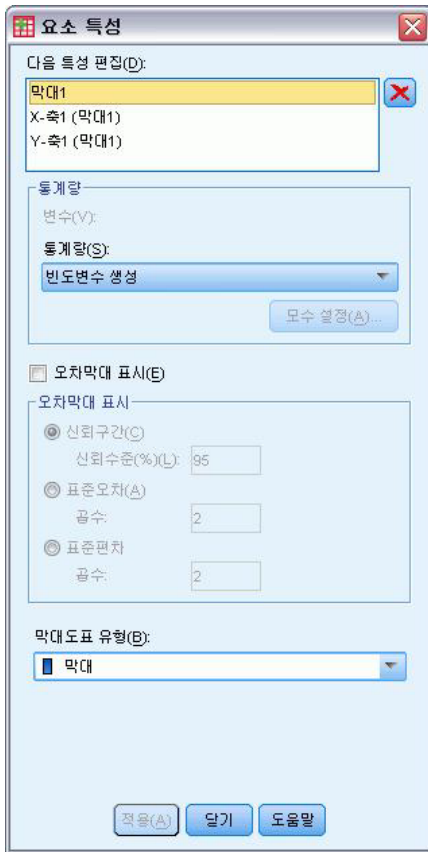 요소 특성
다음 특성 편집(D):
막대1
X-축1 (막대1)
Y-축1 (막대1)
통계량
변수(V):
통계량(S):
빈도변수 생성
모수 설정(A)...
오차막대 표시(E)
오차막대 표시
신뢰구간(C)
신뢰수준(%)(L): 95
표준오차(A)
곱수: 2
표준편차
곱수: 2
막대도표 유형(B):
막대
적용(A) 닫기 도움말